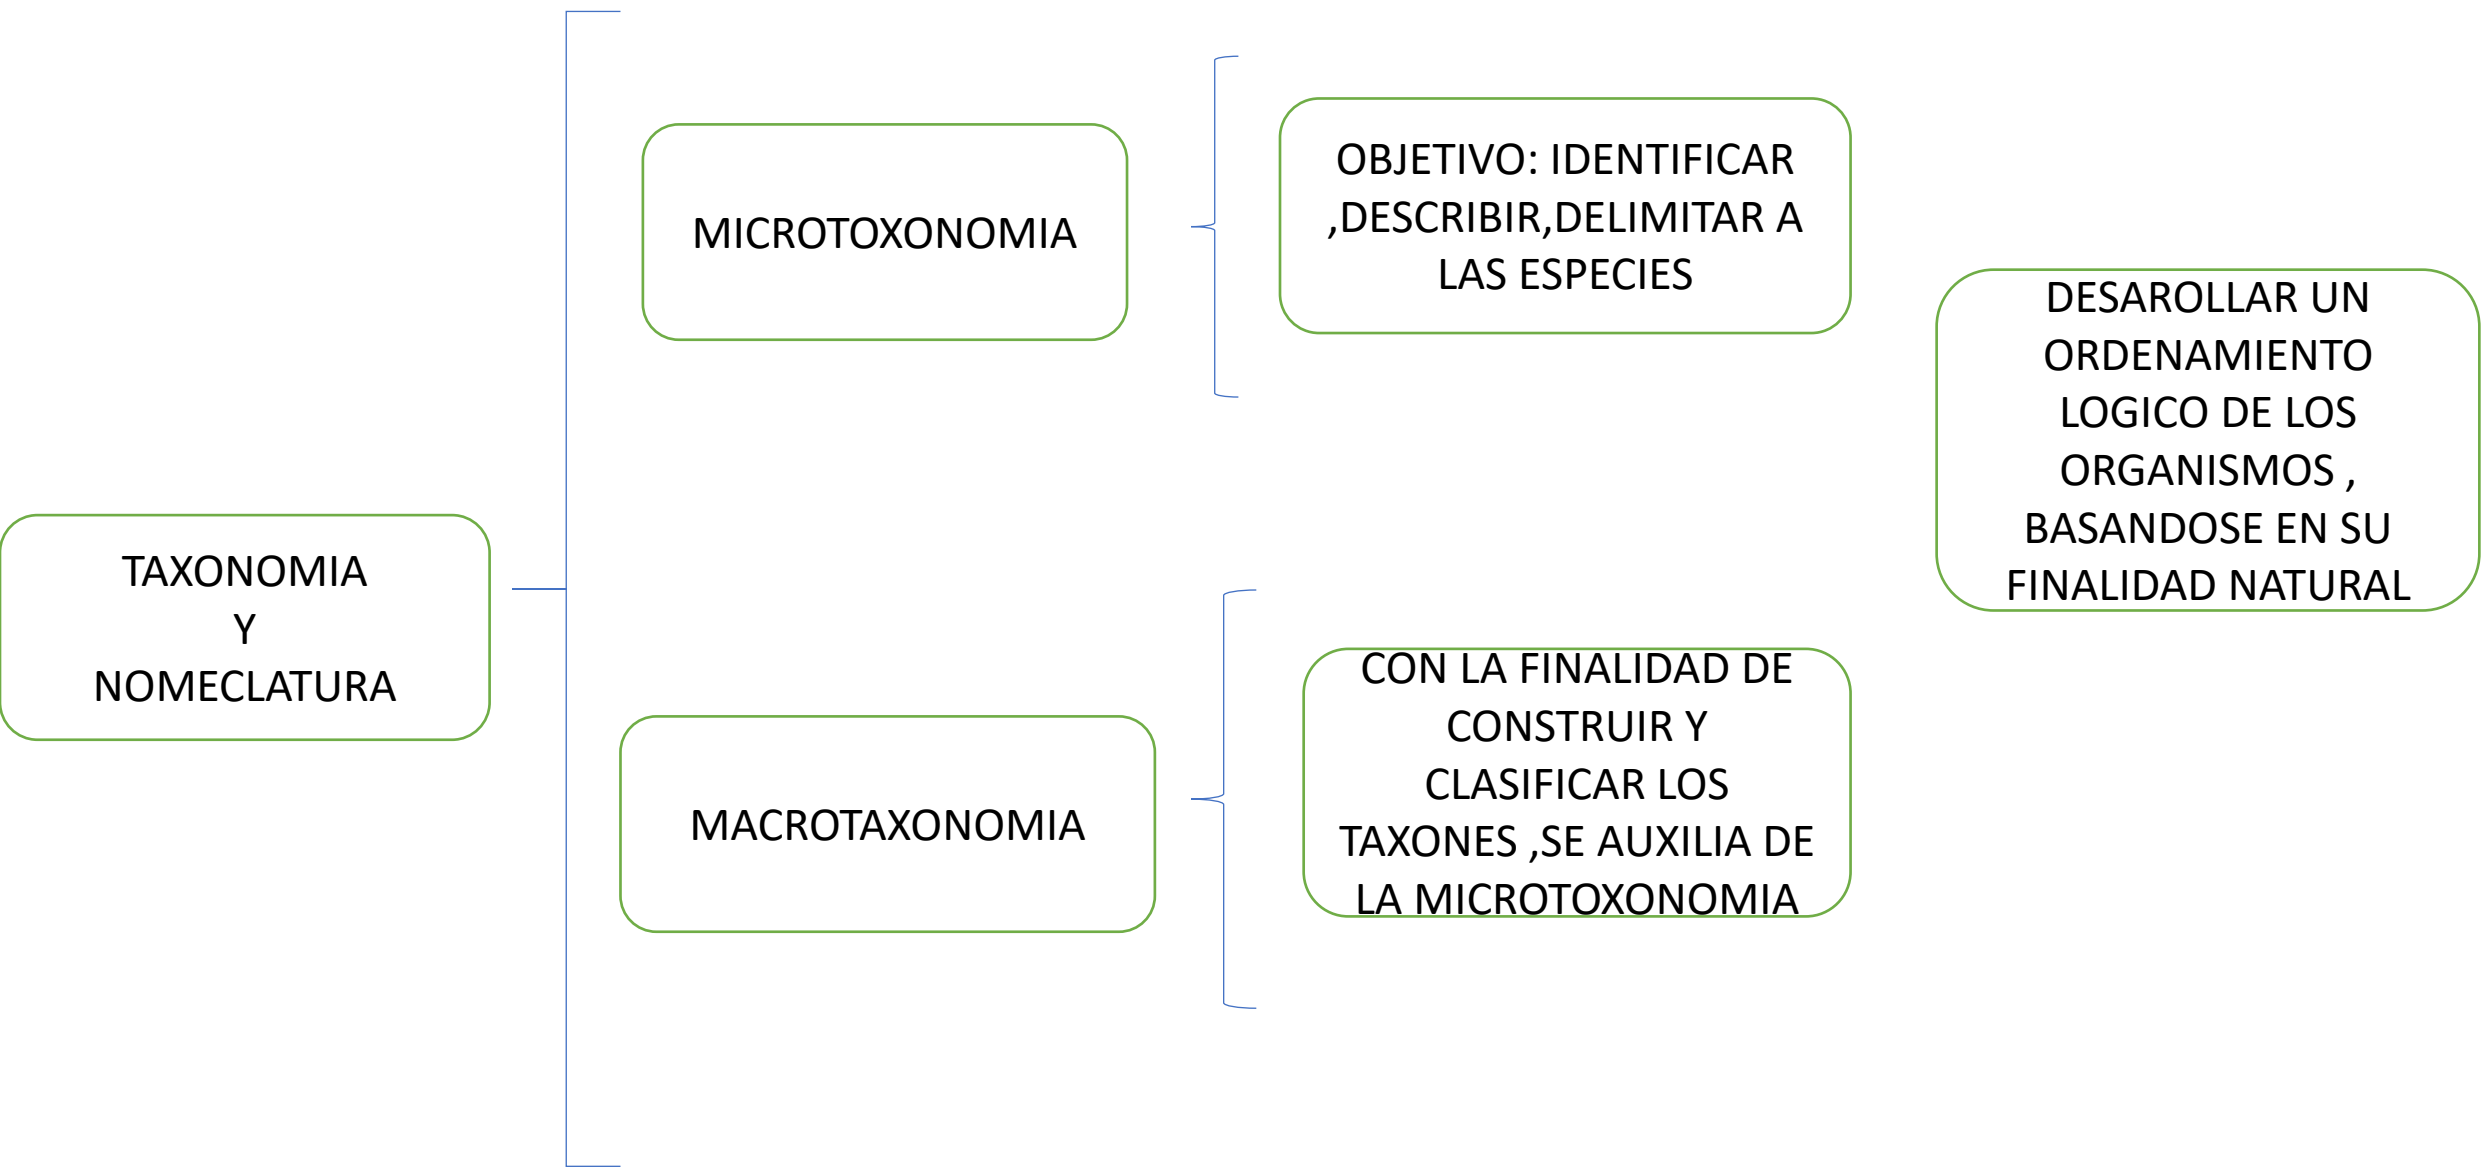 TAXONOMIA
Y
NOMECLATURA
MICROTOXONOMIA
OBJETIVO: IDENTIFICAR
,DESCRIBIR,DELIMITAR A
LAS ESPECIES
MACROTAXONOMIA
CON LA FINALIDAD DE
CONSTRUIR Y
CLASIFICAR LOS
TAXONES ,SE AUXILIA DE
LA MICROTOXONOMIA
DESAROLLAR UN
ORDENAMIENTO
LOGICO DE LOS
ORGANISMOS ,
BASANDOSE EN SU
FINALIDAD NATURAL